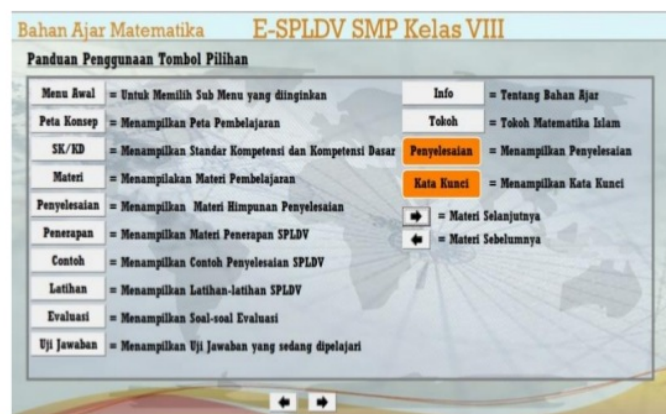 Bahan Ajar Matematika E-SPLDV SMP Kelas VIII
Panduan Penggunaan Tombol Pilihan
Menu Awal = Untuk Memilih Sub Menu yang diinginkan
Peta Konsep = Menampilkan Peta Pembelajaran
SK/KD = Menampilkan Standar Kompetensi dan Kompetensi Dasar
Materi = Menampilakan Materi Pembelajaran
Penyelesaian = Menampilkan Materi Himpunan Penyelesaian
Penerapan = Menampilkan Materi Penerapan SPLDV
Contoh = Menampilkan Contoh Penyelesaian SPLDV
Latihan = Menampilkan Latihan-latihan SPLDV
Evaluasi = Menampilkan Soal-soal Evaluasi
Uji Jawaban = Menampilkan Uji Jawaban yang sedang dipelajari
Info = Tentang Bahan Ajar
Tokoh = Tokoh Matematika Islam
Penyelesaian = Menampilkan Penyelesaian
Kata Kunci = Menampilkan Kata Kunci
= Materi Selanjutnya
= Materi Sebelumnya